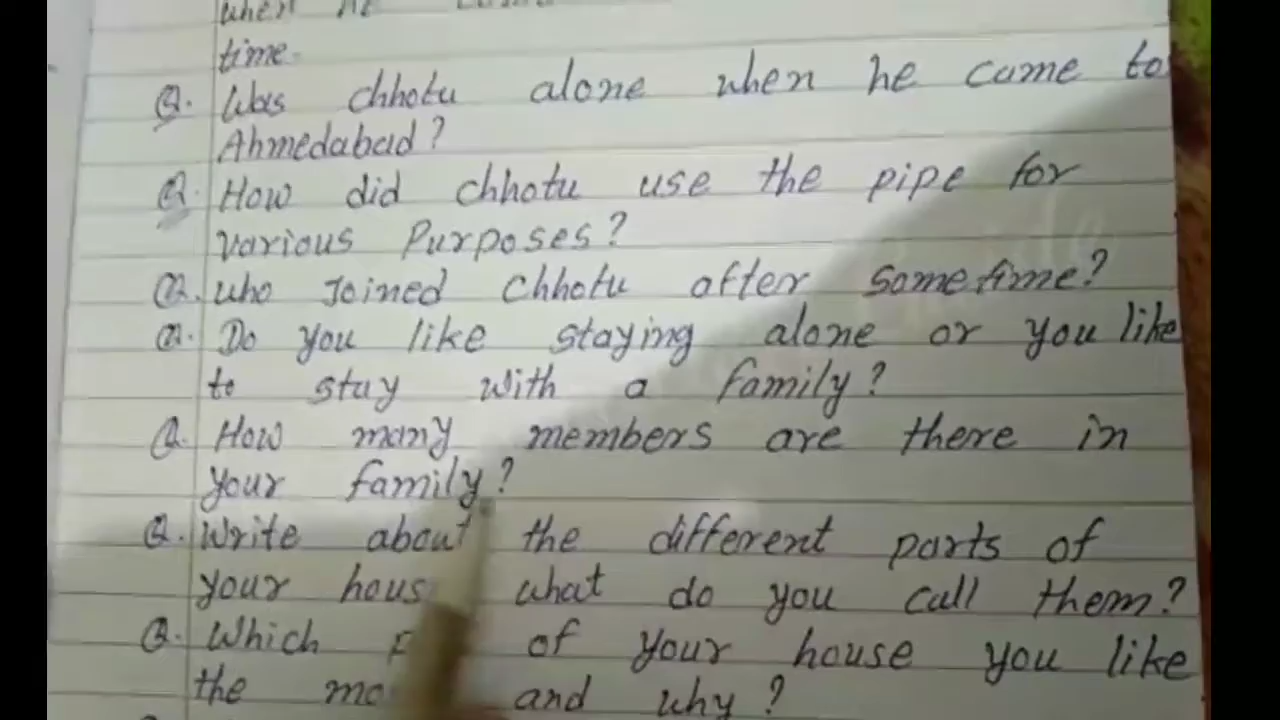 when he
time.
Q. Was chhotu alone when he came to
Ahmedabad?
Q. How did chhotu use the pipe for
various Purposes?
Q. who Joined Chhotu after sometime?
Q. Do you like staying alone or you like
to stay with a family?
Q. How many members are there in
your family?
Q. Write about the different parts of
your what do you call them?
Q. Which of your house you like
the and why?